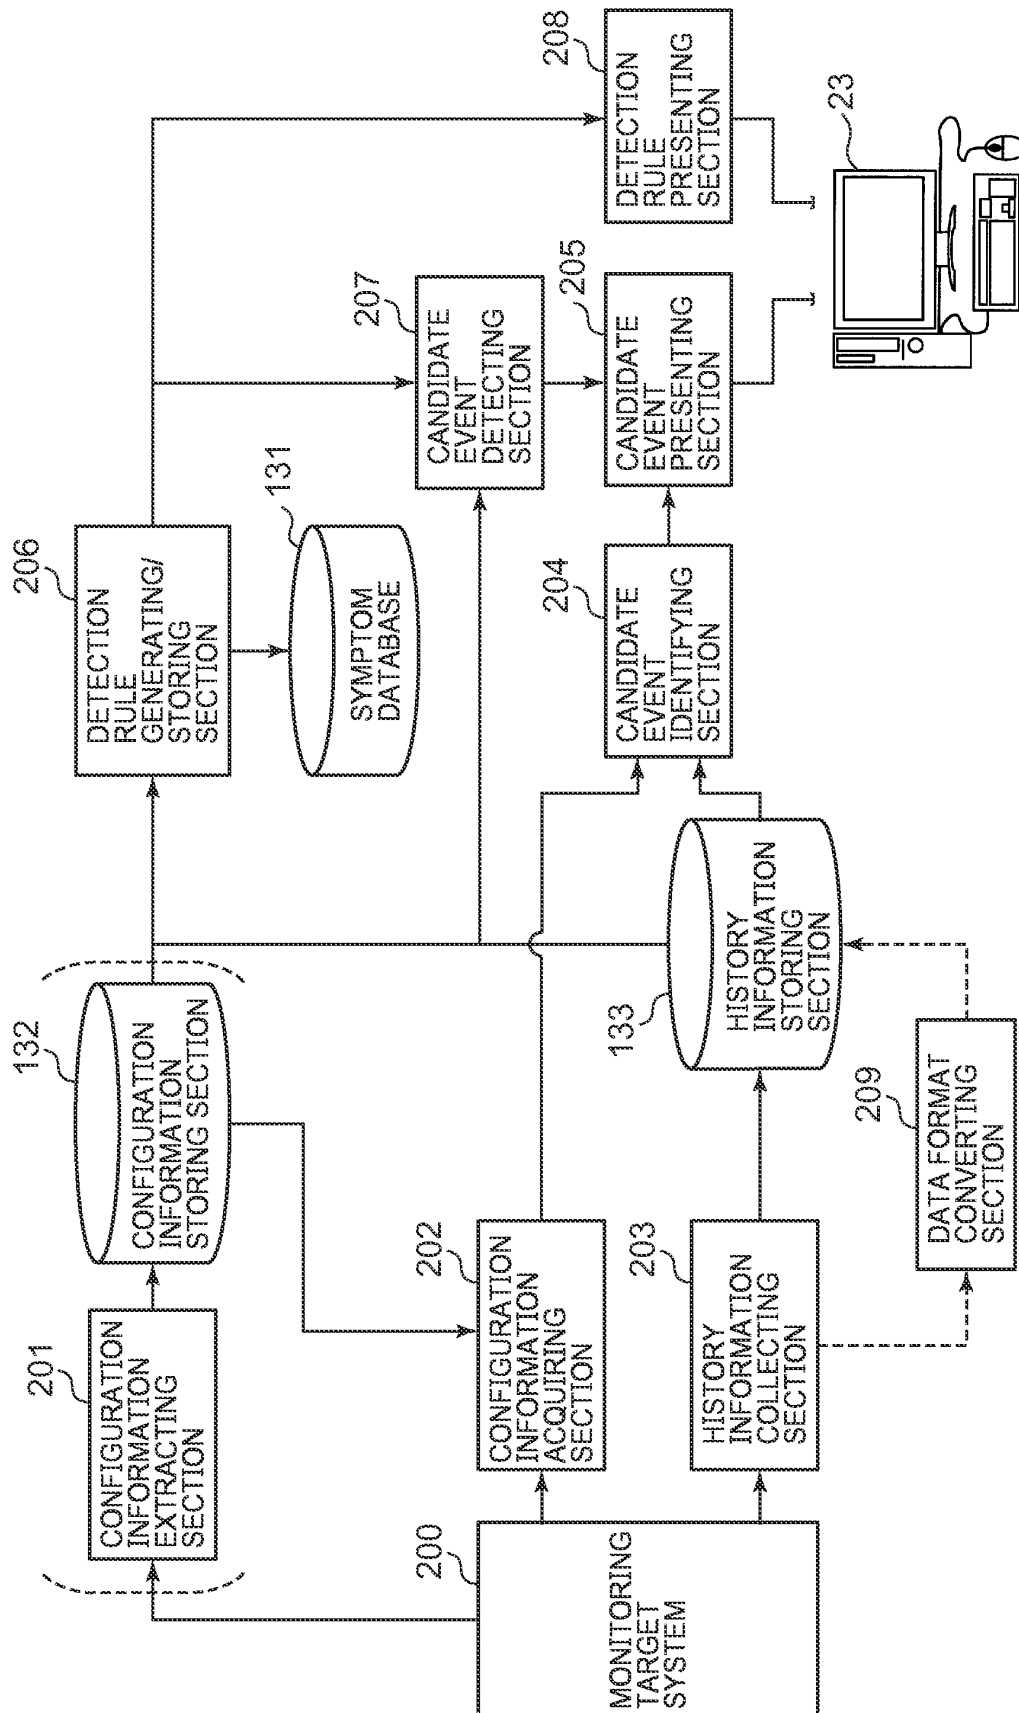 201
CONFIGURATION
INFORMATION
EXTRACTING
SECTION
132
CONFIGURATION
INFORMATION
STORING SECTION
206
DETECTION
RULE
GENERATING/
STORING
SECTION
131
SYMPTOM
DATABASE
207
CANDIDATE
EVENT
DETECTING
SECTION
208
DETECTION
RULE
PRESENTING
SECTION
200
MONITORING
TARGET
SYSTEM
202
CONFIGURATION
INFORMATION
ACQUIRING
SECTION
203
HISTORY
INFORMATION
COLLECTING
SECTION
133
HISTORY
INFORMATION
STORING
SECTION
204
CANDIDATE
EVENT
IDENTIFYING
SECTION
205
CANDIDATE
EVENT
PRESENTING
SECTION
209
DATA FORMAT
CONVERTING
SECTION
23